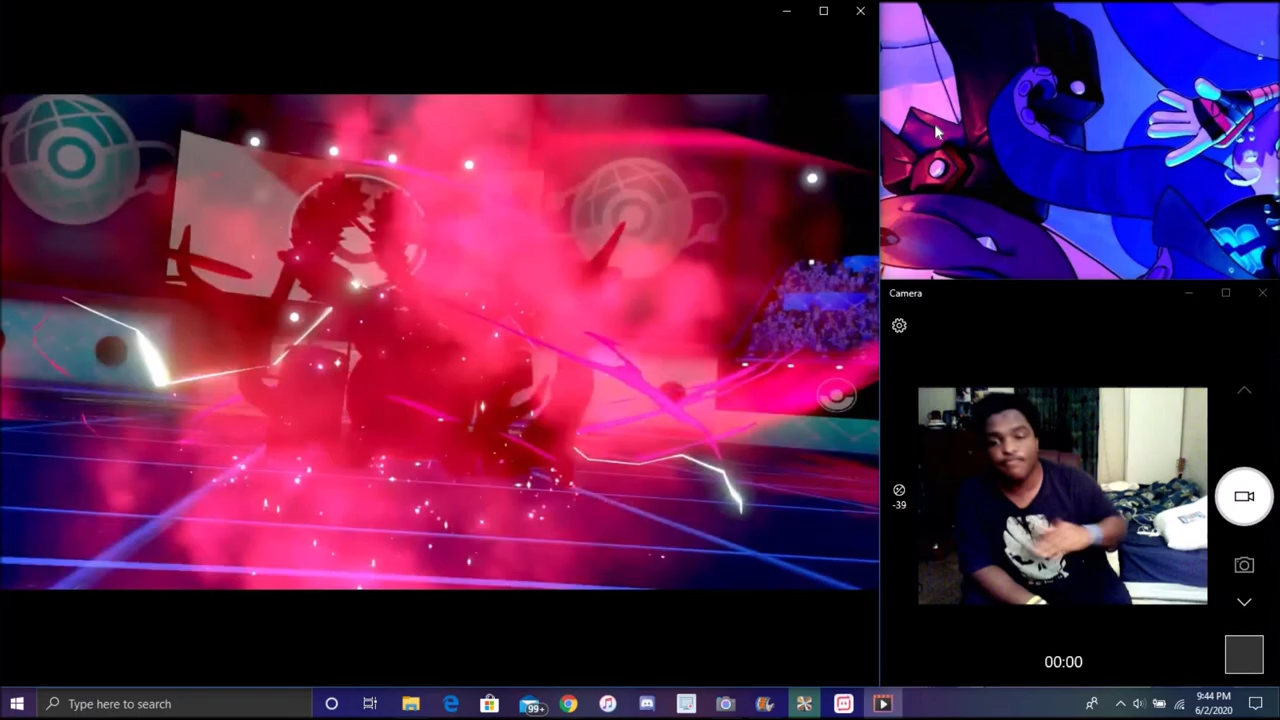 Camera
-39
00:00
Type here to search
99+
9:44 PM
6/2/2020